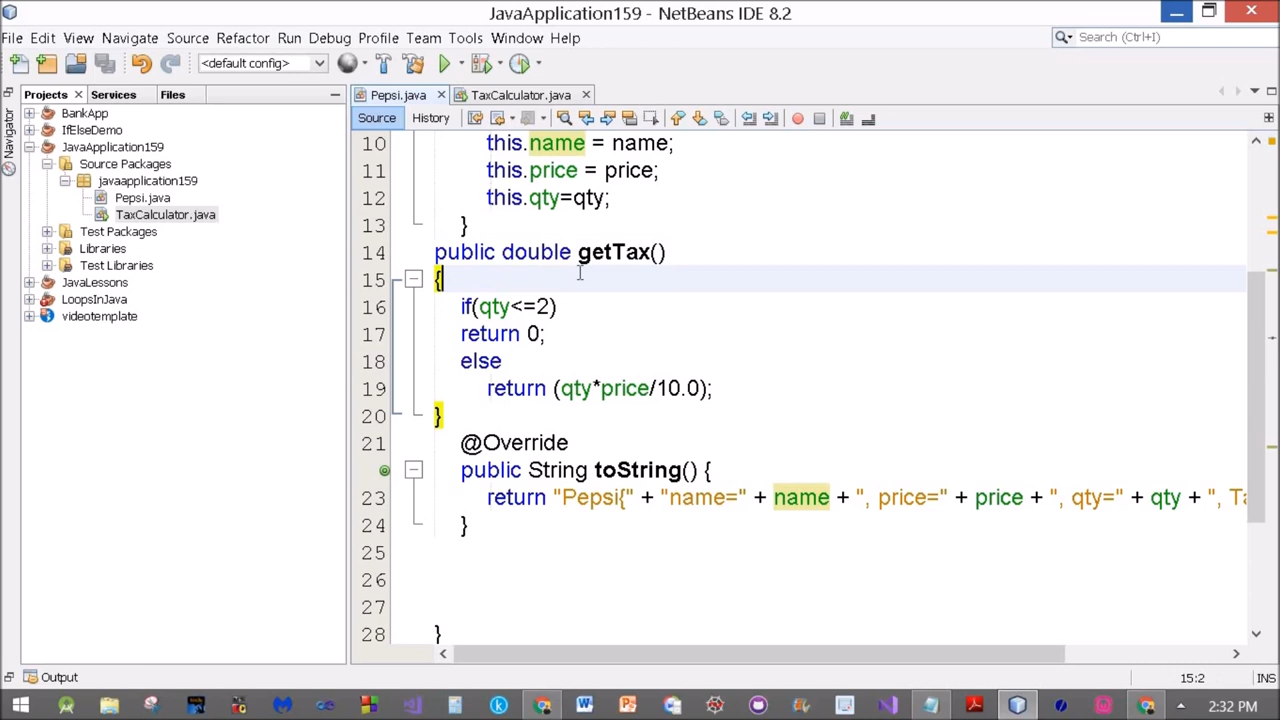 JavaApplication159 - NetBeans IDE 8.2
File Edit View Navigate Source Refactor Run Debug Profile Team Tools Window Help
Search (Ctrl+I)
<default config>
Projects Services Files
Pepsi.java TaxCalculator.java
Navigator
Source History
BankApp
IfElseDemo
JavaApplication159
Source Packages
javaapplication159
Pepsi.java
TaxCalculator.java
Test Packages
Libraries
Test Libraries
JavaLessons
LoopsInJava
videotemplate
10 this.name = name;
11 this.price = price;
12 this.qty=qty;
13 }
14 public double getTax()
15 {
16 if(qty<=2)
17 return 0;
18 else
19 return (qty*price/10.0);
20 }
21 @Override
public String toString() {
23 return "Pepsi{" + "name=" + name + ", price=" + price + ", qty=" + qty + ", Ta
24 }
25
26
27
28 }
Output
15:2 INS
2:32 PM